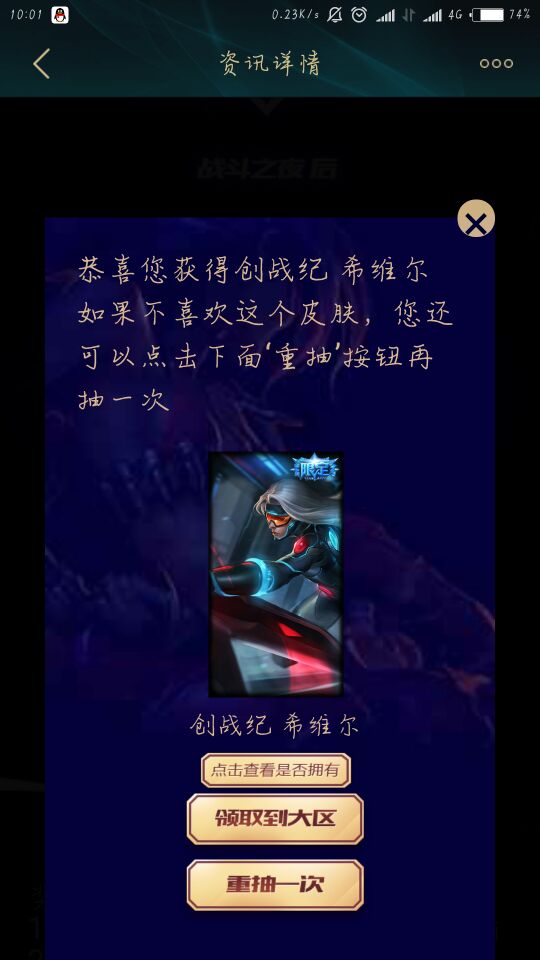 10:01
0.23K/s
4G
74%
资讯详情
战斗之夜 后
恭喜您获得创战纪 希维尔
如果不喜欢这个皮肤，您还
可以点击下面‘重抽’按钮再
抽一次
限定
创战纪 希维尔
点击查看是否拥有
领取到大区
重抽一次